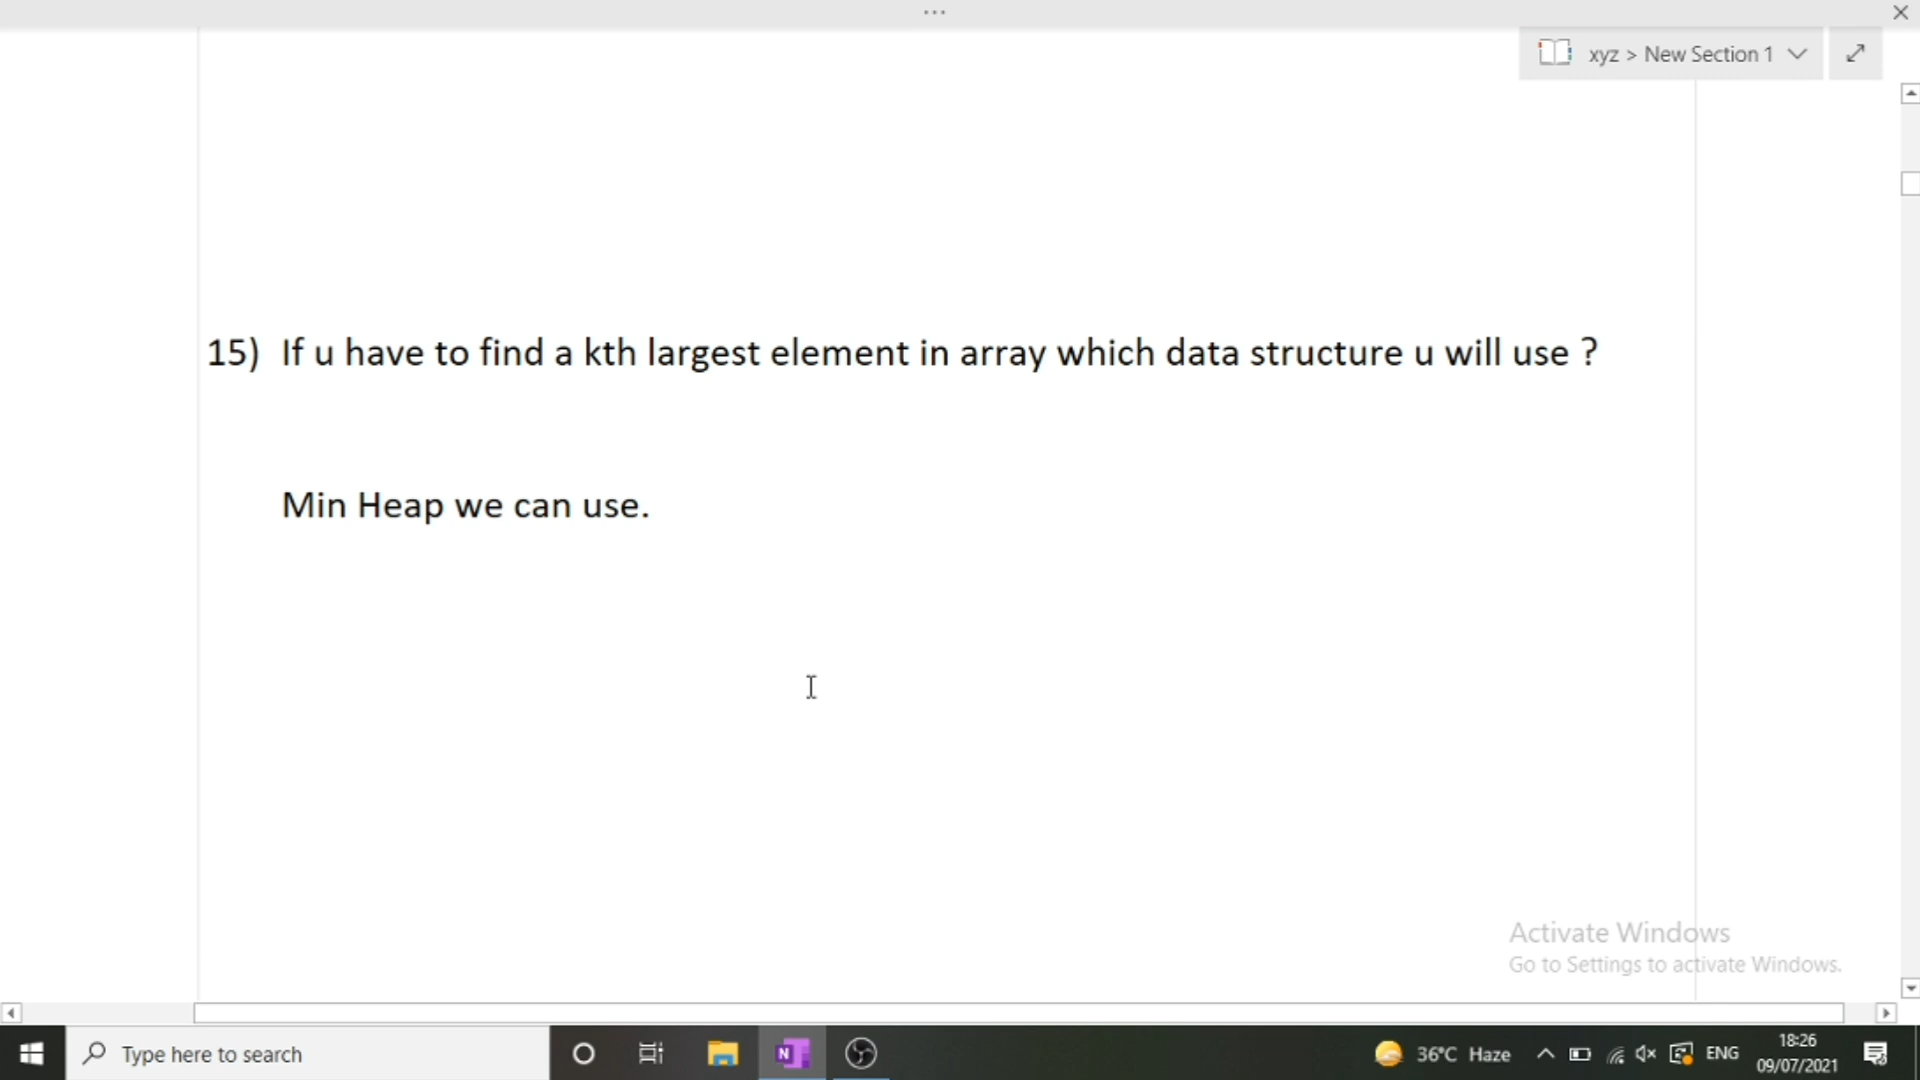 xyz > New Section 1
15) If u have to find a kth largest element in array which data structure u will use ?
Min Heap we can use.
Activate Windows
Go to Settings to activate Windows.
Type here to search
N
36°C Haze
ENG
18:26
09/07/2021